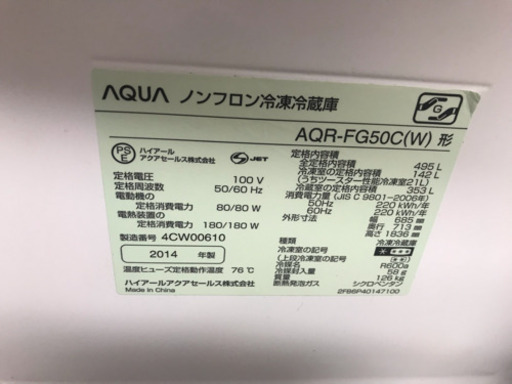 AQUA ノンフロン冷凍冷蔵庫
G
AQR-FG50C(W) 形
PS
E
ハイアール
アクアセールス株式会社
S JET
定格電圧 100 V
定格周波数 50/60 Hz
電動機の
定格消費電力 80/80 W
電熱装置の
定格消費電力 180/180 W
製造番号 4CW00610
2014 年製
温度ヒューズ定格動作温度 76℃
ハイアールアクアセールス株式会社
Made in China
定格内容積
全定格内容積 495 L
冷凍室の定格内容積 142 L
(うちツースター性能冷凍室21L)
冷蔵室の定格内容積 353 L
消費電力量 (JIS C 9801-2006年)
50Hz 220 kWh/年
60Hz 220 kWh/年
外形寸法 幅 685 mm
奥行 713 mm
高さ 1836 mm
種類 冷凍冷蔵庫
冷凍室の記号
(上段冷凍室の記号)
冷媒名 R600a
冷媒封入量 58 g
質量 126 kg
断熱発泡ガス シクロペンタン
2FB6P40147100